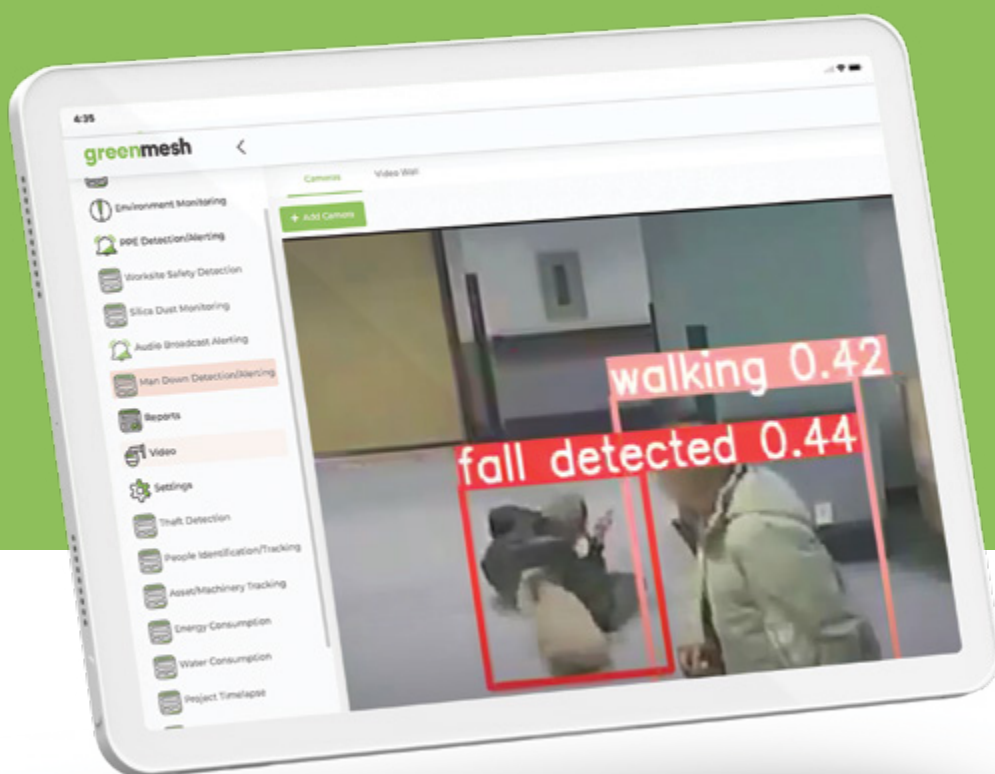 4:35
greenmesh
Cameras Video Wall
+ Add Camera
Environment Monitoring
PPE Detection/Alerting
Worksite Safety Detection
Silica Dust Monitoring
Audio Broadcast Alerting
Man Down Detection/Alerting
Reports
Video
Settings
Theft Detection
People Identification/Tracking
Asset/Machinery Tracking
Energy Consumption
Water Consumption
Project Timelapse
walking 0.42
fall detected 0.44